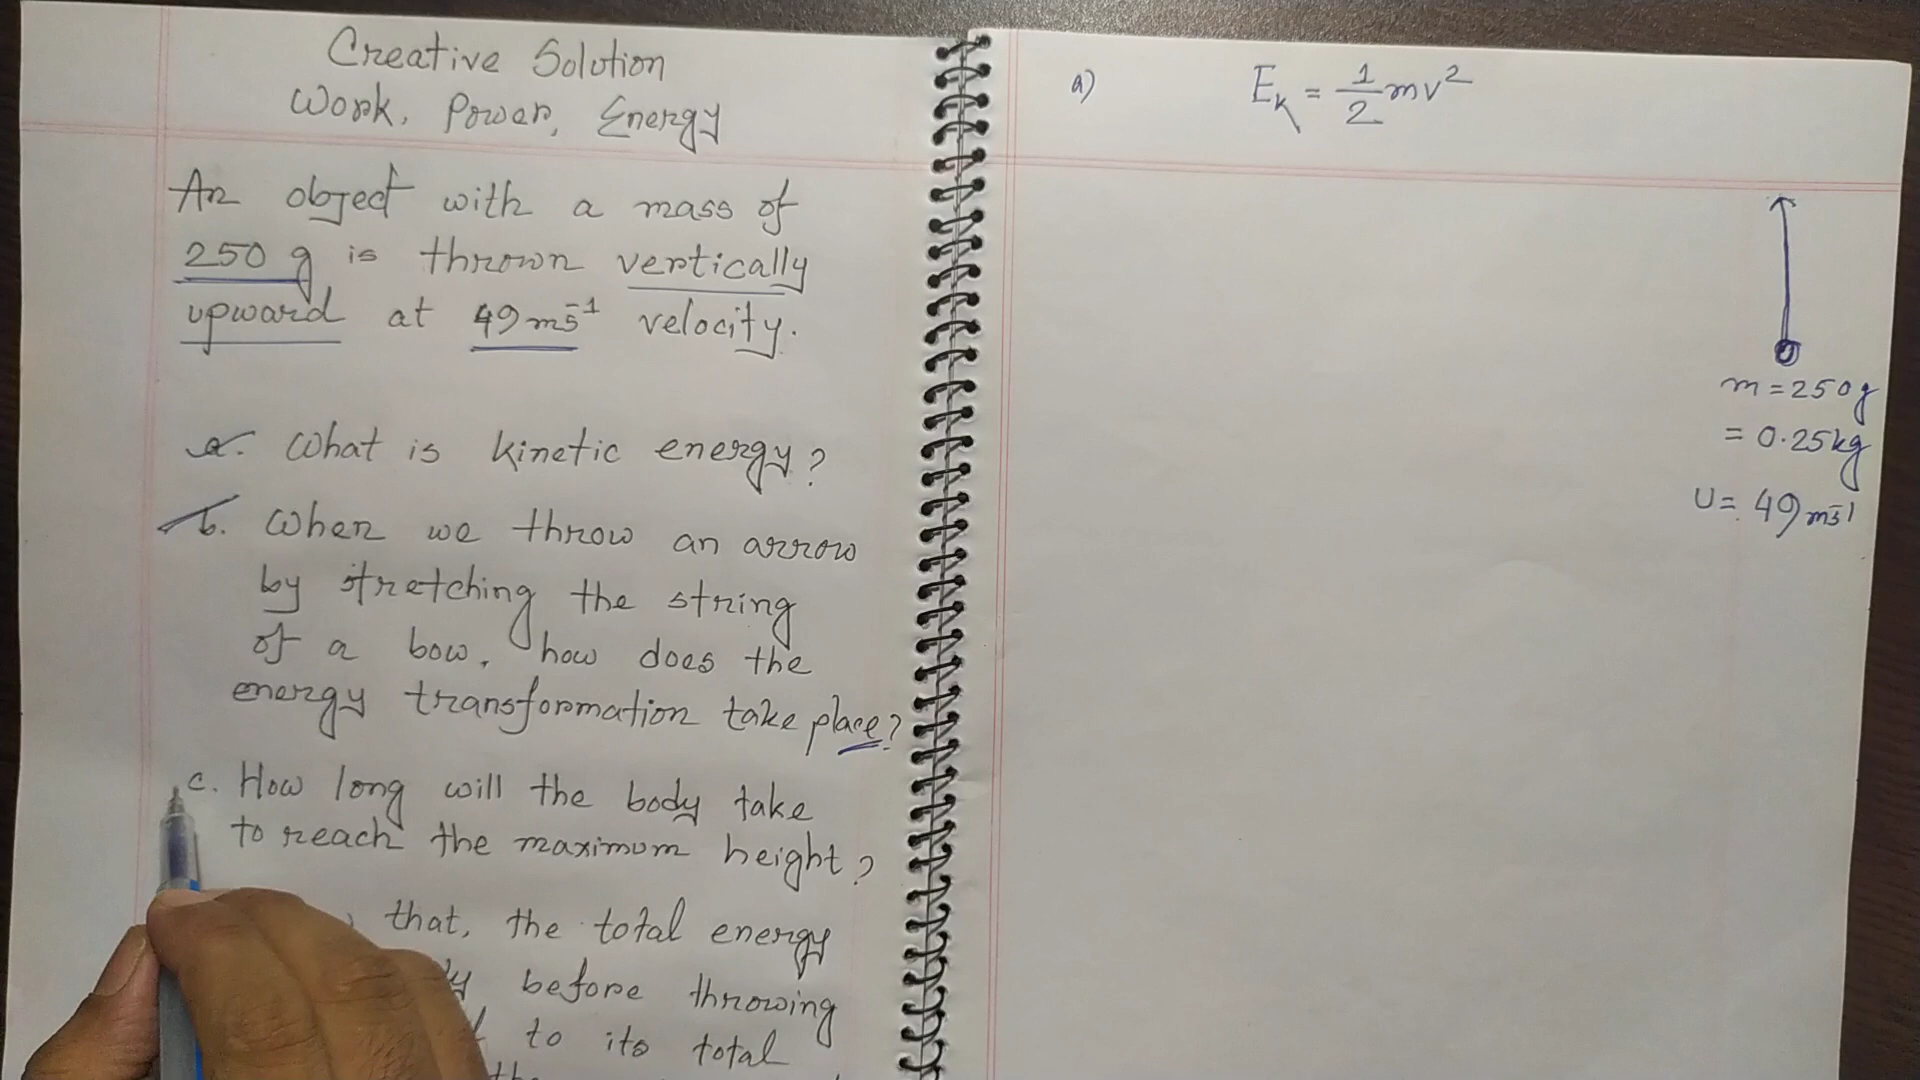 Creative Solution
Work, Power, Energy
An object with a mass of
250 g is thrown vertically
upward at 49 ms⁻¹ velocity.
a. What is kinetic energy?
b. When we throw an arrow
by stretching the string
of a bow, how does the
energy transformation take place?
c. How long will the body take
to reach the maximum height?
that, the total energy
before throwing
to its total
the
a) E_k = 1/2 mv²
m = 250g
= 0.25kg
U = 49 ms⁻¹